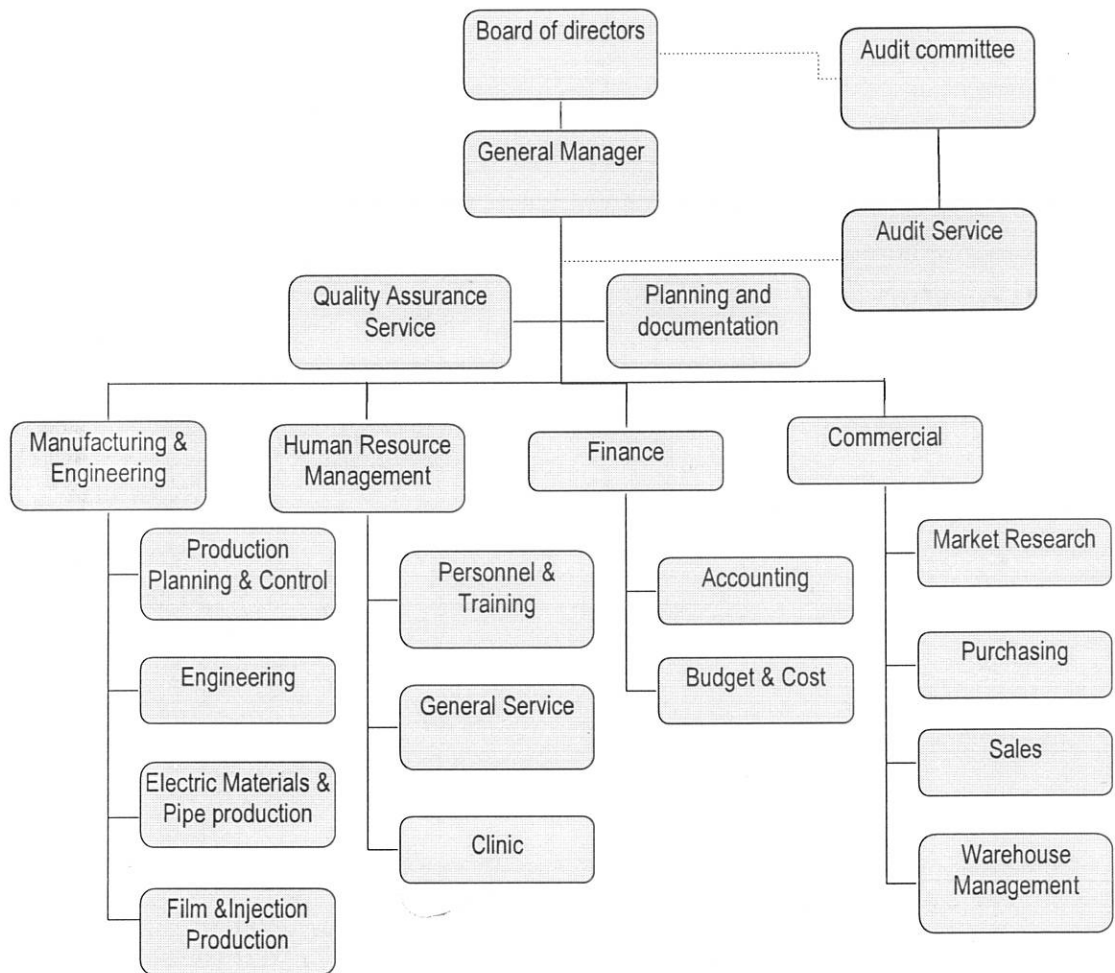 Board of directors
Audit committee
General Manager
Audit Service
Quality Assurance
Service
Planning and
documentation
Manufacturing &
Engineering
Human Resource
Management
Finance
Commercial
Production
Planning & Control
Engineering
Electric Materials &
Pipe production
Film &Injection
Production
Personnel &
Training
General Service
Clinic
Accounting
Budget & Cost
Market Research
Purchasing
Sales
Warehouse
Management